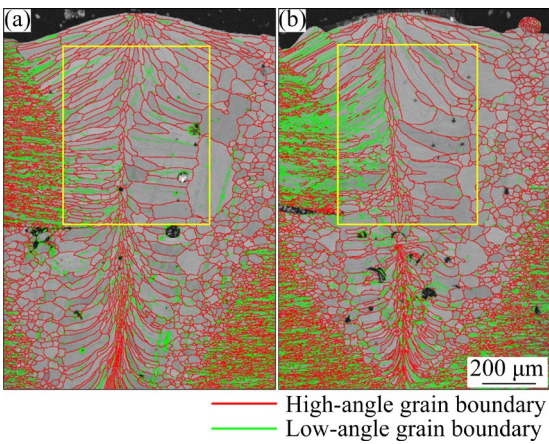 (a)
(b)
200 μm
High-angle grain boundary
Low-angle grain boundary